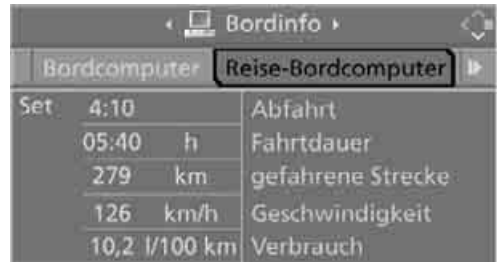 Bordinfo
Bordcomputer Reise-Bordcomputer
Set 4:10 Abfahrt
05:40 h Fahrtdauer
279 km gefahrene Strecke
126 km/h Geschwindigkeit
10,2 l/100 km Verbrauch